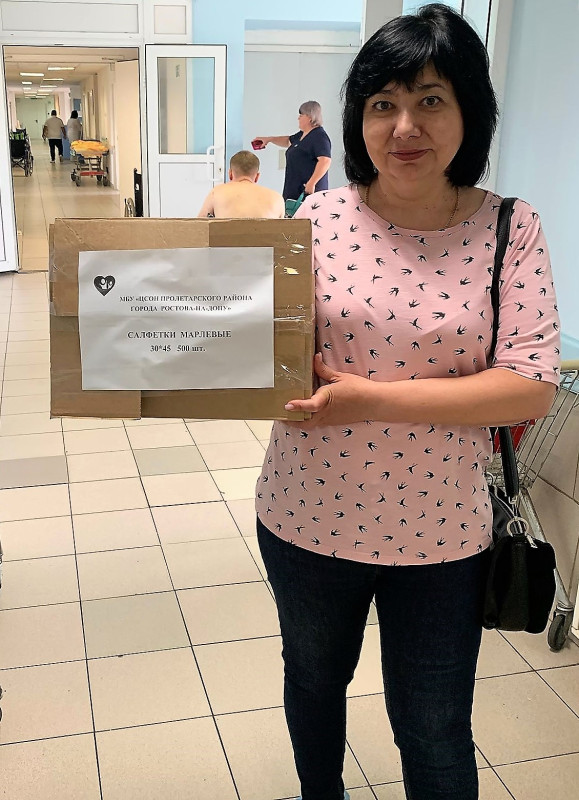 МБУ «ЦСОН ПРОЛЕТАРСКОГО РАЙОНА
ГОРОДА РОСТОВА-НА-ДОНУ»
САЛФЕТКИ МАРЛЕВЫЕ
30*45 500 шт.